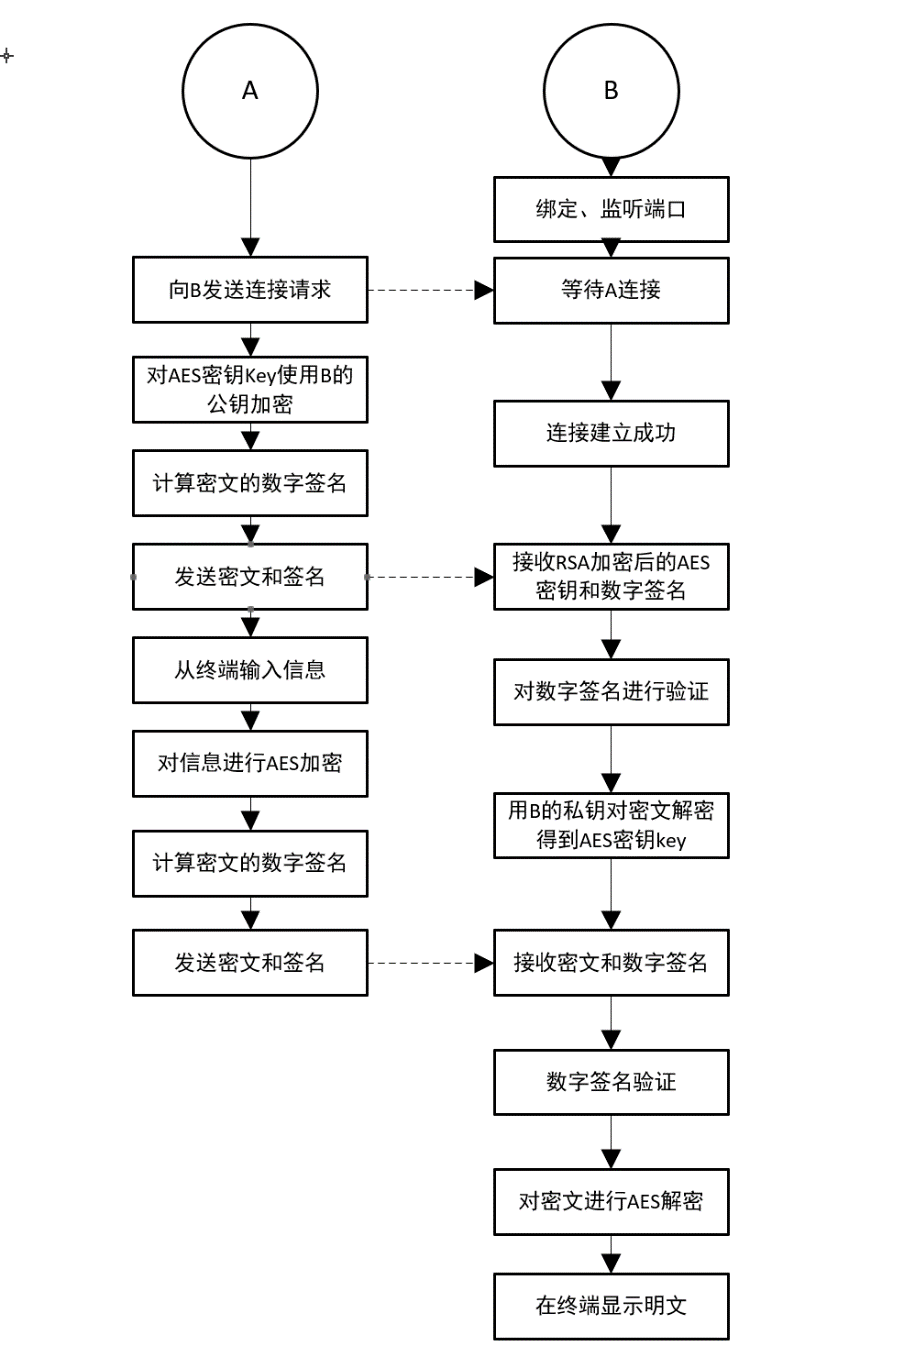 A
向B发送连接请求
对AES密钥Key使用B的
公钥加密
计算密文的数字签名
发送密文和签名
从终端输入信息
对信息进行AES加密
计算密文的数字签名
发送密文和签名
B
绑定、监听端口
等待A连接
连接建立成功
接收RSA加密后的AES
密钥和数字签名
对数字签名进行验证
用B的私钥对密文解密
得到AES密钥key
接收密文和数字签名
数字签名验证
对密文进行AES解密
在终端显示明文